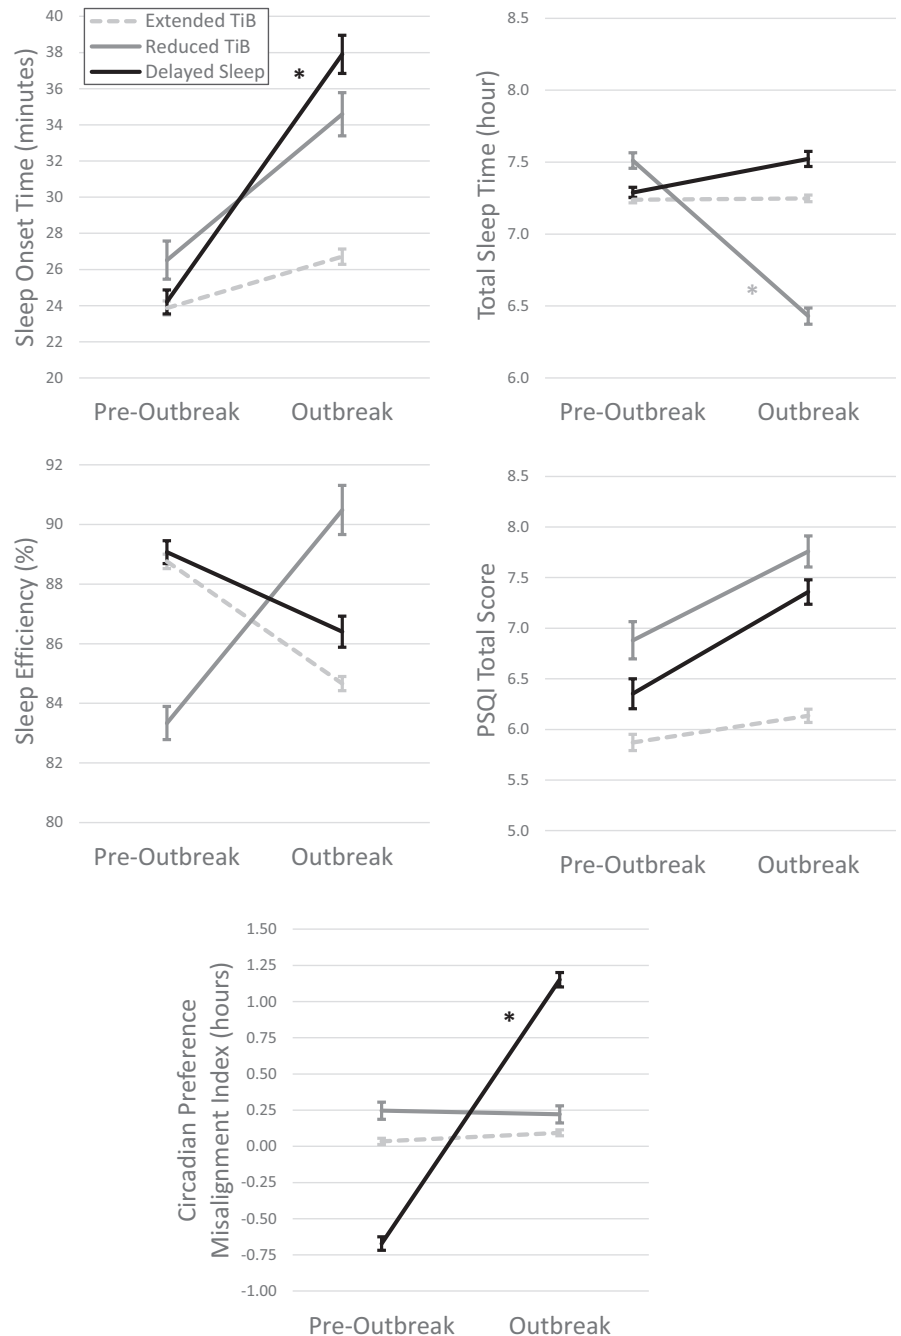 Extended TiB
Reduced TiB
Delayed Sleep
Sleep Onset Time (minutes)
40
38
36
34
32
30
28
26
24
22
20
*
Pre-Outbreak
Outbreak
Total Sleep Time (hour)
8.5
8.0
7.5
7.0
6.5
6.0
*
Pre-Outbreak
Outbreak
Sleep Efficiency (%)
92
90
88
86
84
82
80
Pre-Outbreak
Outbreak
PSQI Total Score
8.5
8.0
7.5
7.0
6.5
6.0
5.5
5.0
Pre-Outbreak
Outbreak
Circadian Preference
Misalignment Index (hours)
1.50
1.25
1.00
0.75
0.50
0.25
0.00
-0.25
-0.50
-0.75
-1.00
*
Pre-Outbreak
Outbreak